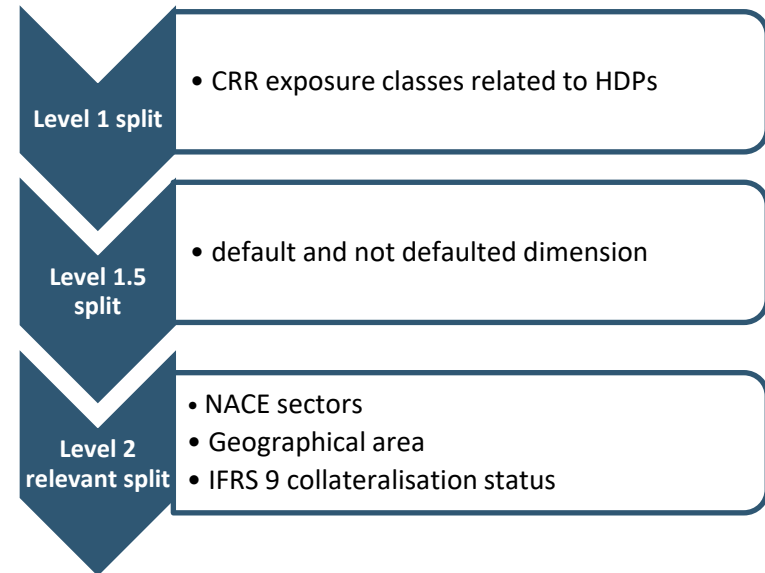 Level 1 split
• CRR exposure classes related to HDPs
Level 1.5
split
• default and not defaulted dimension
Level 2
relevant split
• NACE sectors
• Geographical area
• IFRS 9 collateralisation status